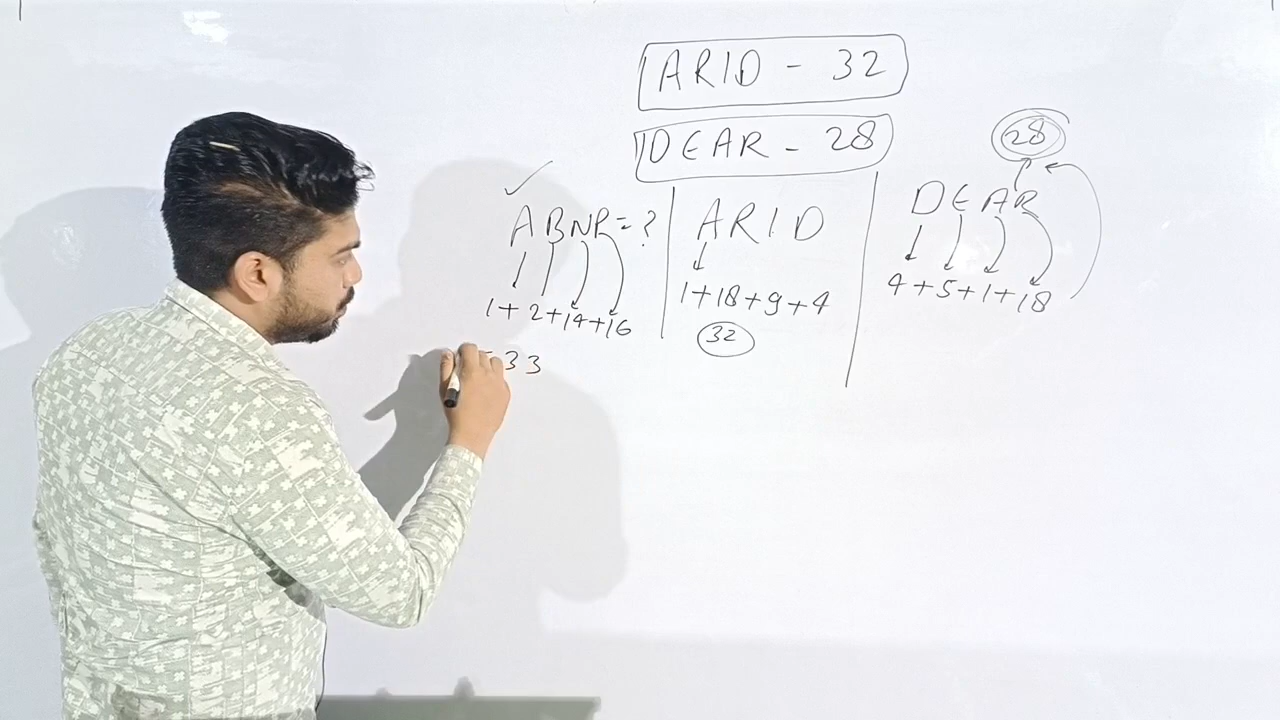 ARID - 32
DEAR - 28
28
ABNP = ?
ARID
DEAR
1 + 2 + 14 + 16
1 + 18 + 9 + 4
4 + 5 + 1 + 18
32
= 33